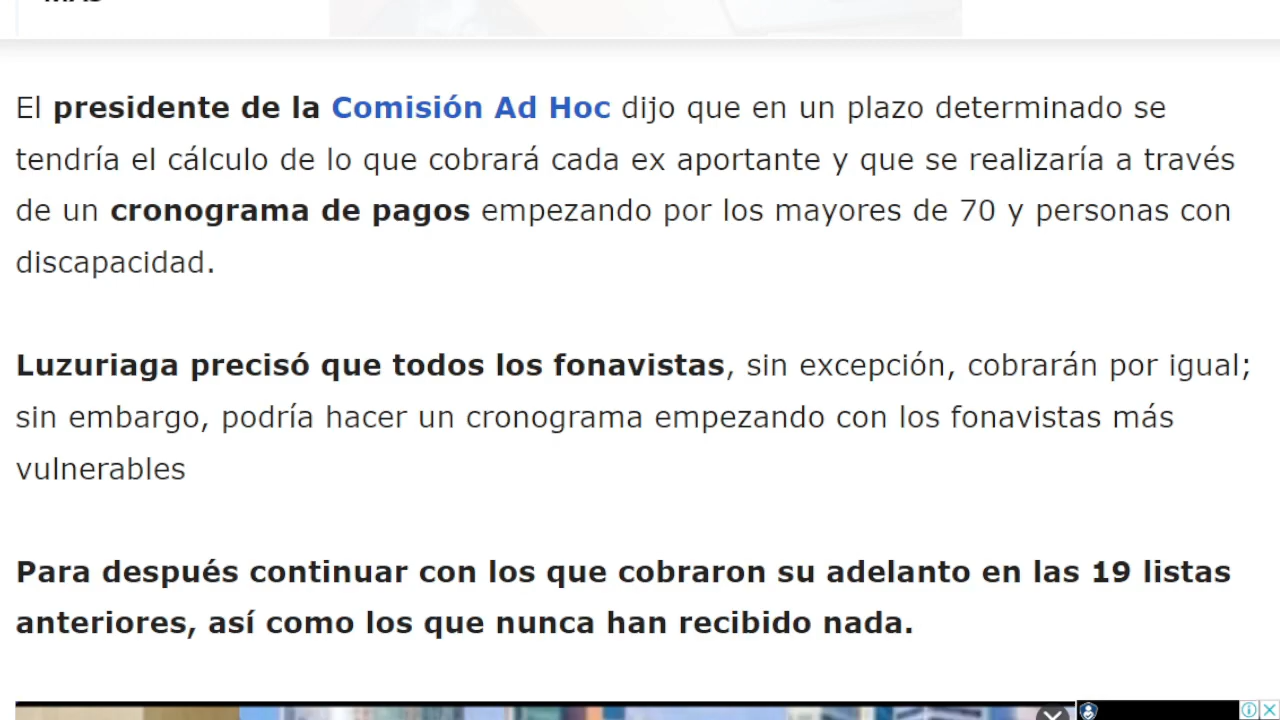 El presidente de la Comisión Ad Hoc dijo que en un plazo determinado se
tendría el cálculo de lo que cobrará cada ex aportante y que se realizaría a través
de un cronograma de pagos empezando por los mayores de 70 y personas con
discapacidad.
Luzuriaga precisó que todos los fonavistas, sin excepción, cobrarán por igual;
sin embargo, podría hacer un cronograma empezando con los fonavistas más
vulnerables
Para después continuar con los que cobraron su adelanto en las 19 listas
anteriores, así como los que nunca han recibido nada.